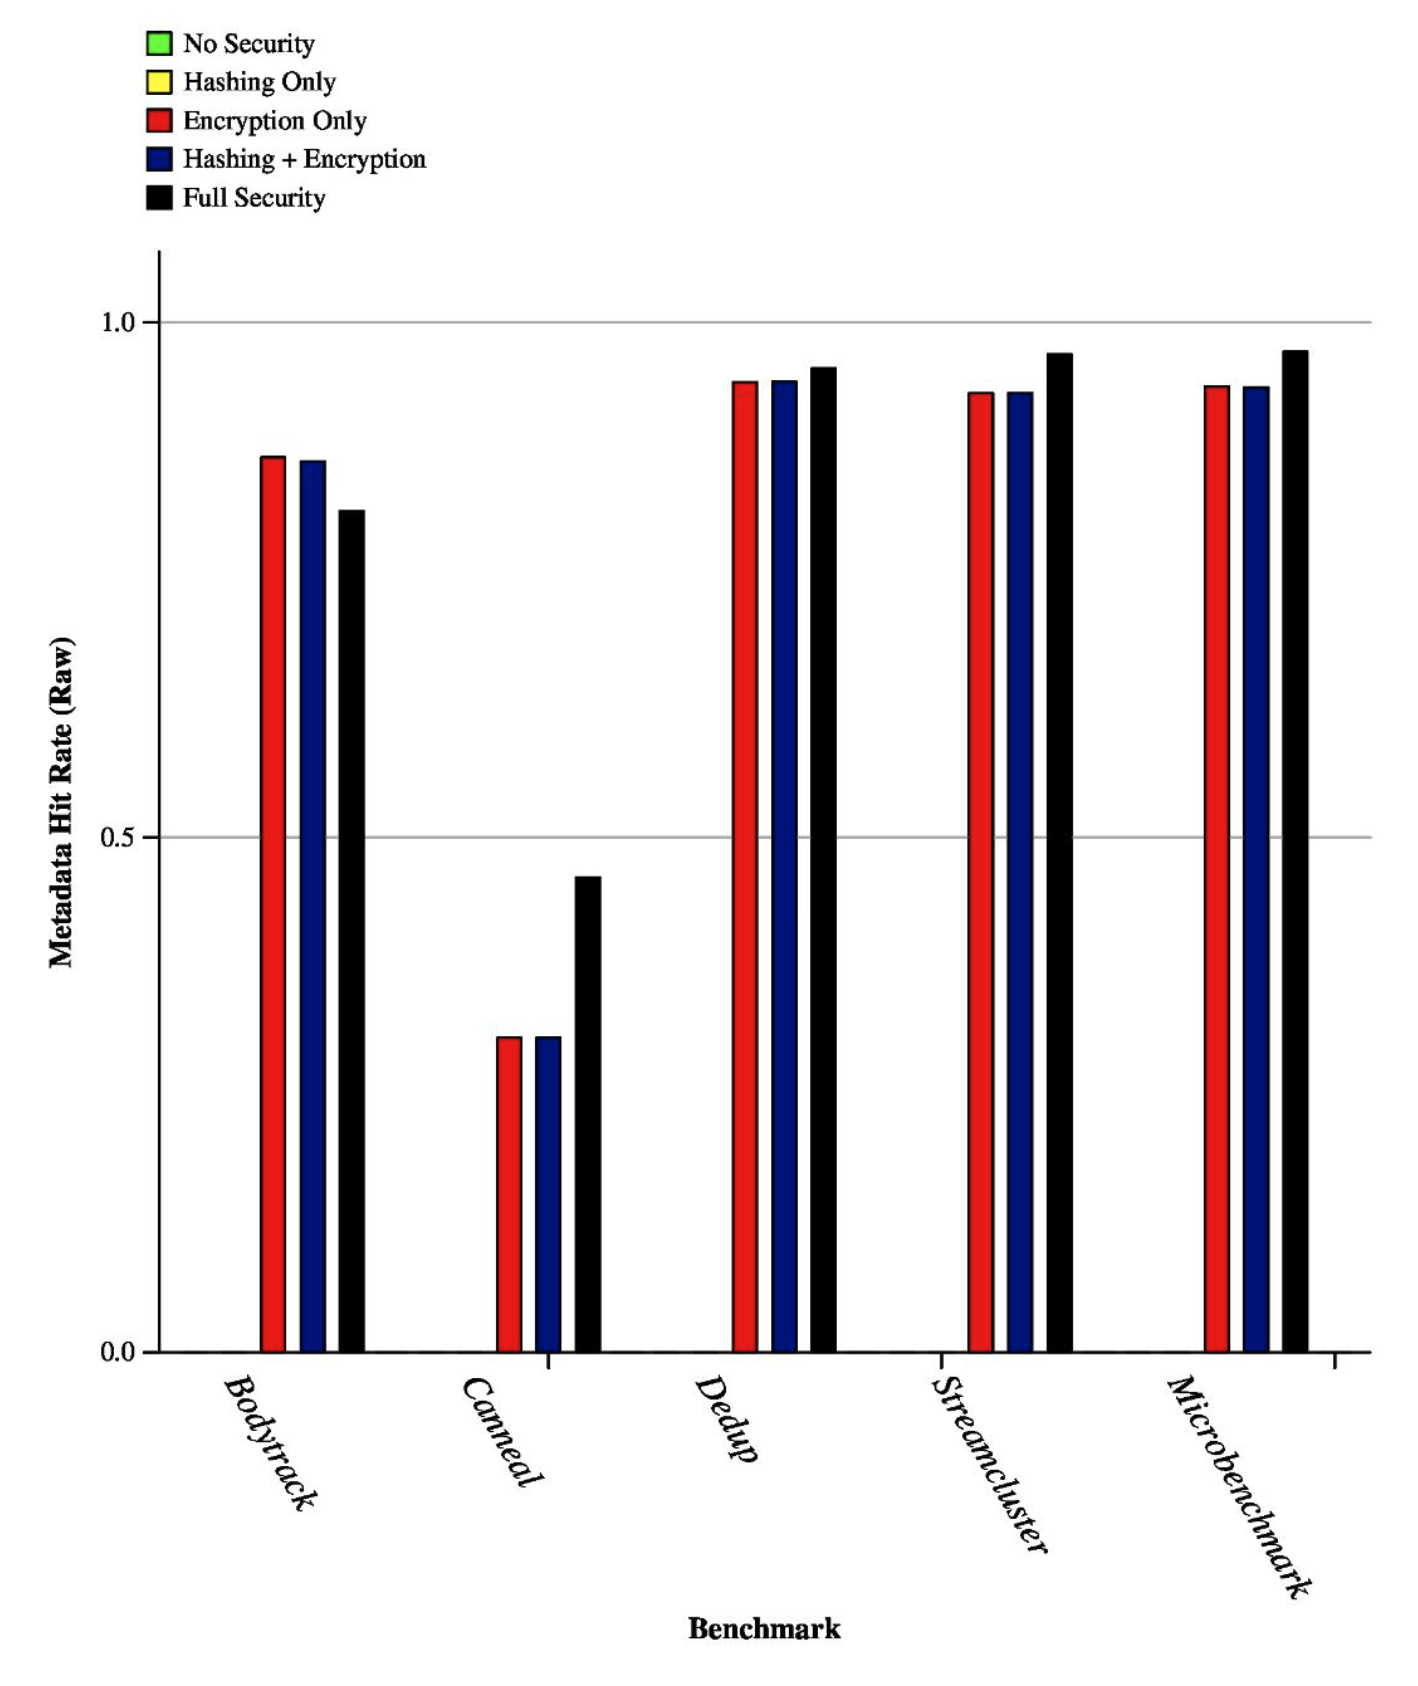 No Security
Hashing Only
Encryption Only
Hashing + Encryption
Full Security
1.0
0.5
0.0
Metadata Hit Rate (Raw)
Bodytrack
Canneal
Dedup
Streamcluster
Microbenchmark
Benchmark